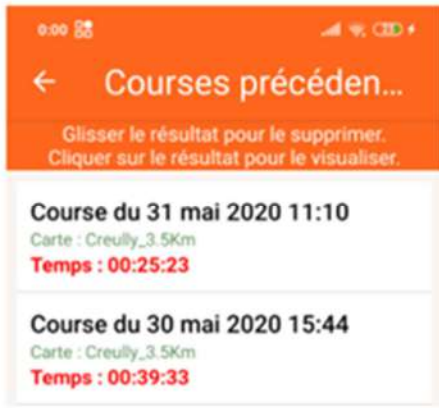 0:00
Courses précéden...
Glisser le résultat pour le supprimer.
Cliquer sur le résultat pour le visualiser.
Course du 31 mai 2020 11:10
Carte : Creully_3.5Km
Temps : 00:25:23
Course du 30 mai 2020 15:44
Carte : Creully_3.5Km
Temps : 00:39:33